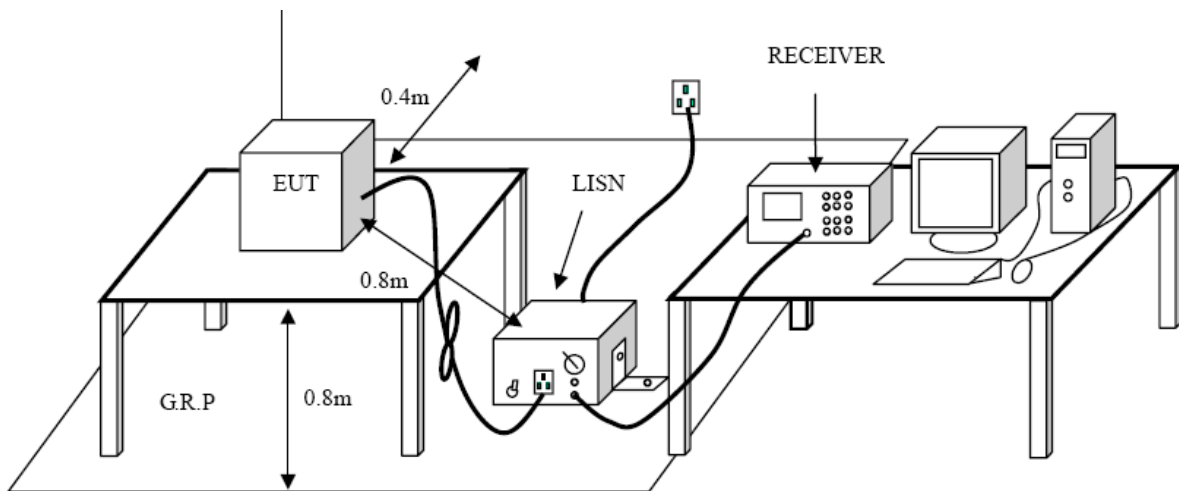 RECEIVER
0.4m
EUT
LISN
0.8m
G.R.P
0.8m